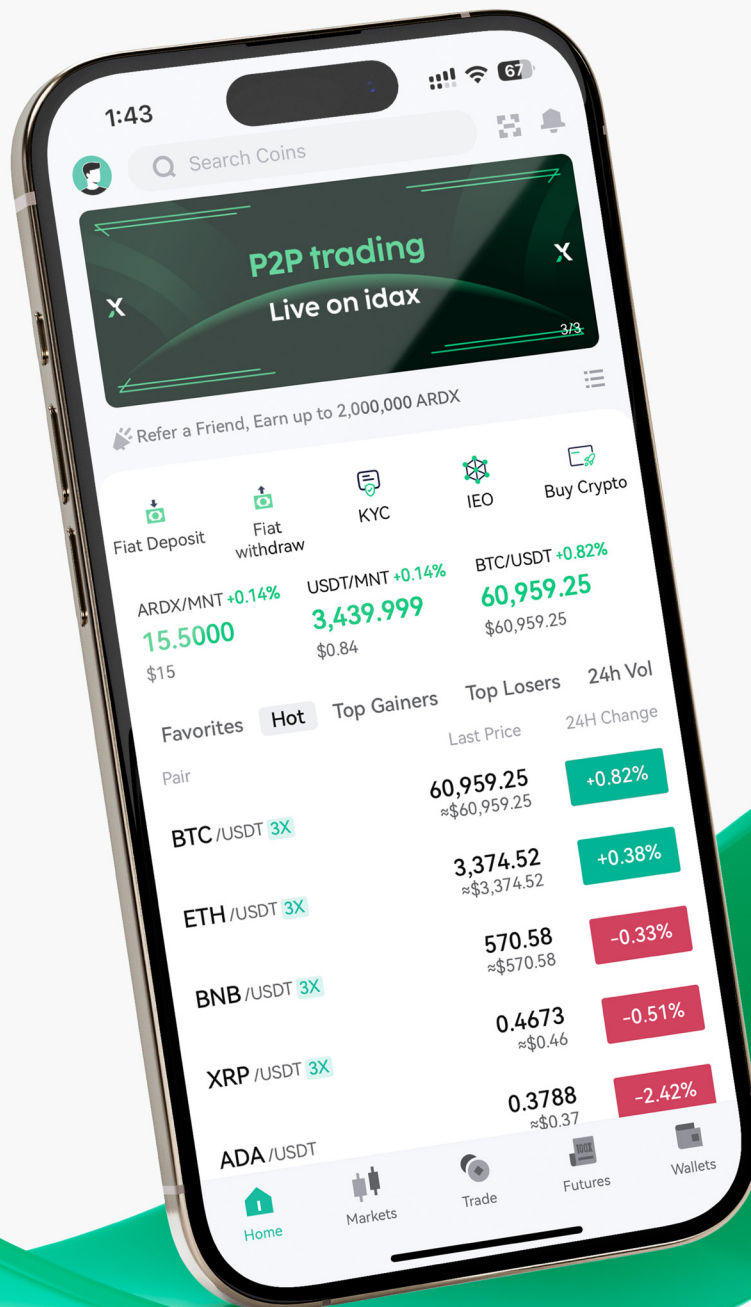 1:43
67
Search Coins
P2P trading
Live on idax
3/3
Refer a Friend, Earn up to 2,000,000 ARDX
Fiat Deposit
Fiat
withdraw
KYC
IEO
Buy Crypto
ARDX/MNT +0.14%
15.5000
$15
USDT/MNT +0.14%
3,439.999
$0.84
BTC/USDT +0.82%
60,959.25
$60,959.25
Favorites Hot Top Gainers Top Losers 24h Vol
Pair Last Price 24H Change
BTC /USDT 3X 60,959.25 +0.82%
≈$60,959.25
ETH /USDT 3X 3,374.52 +0.38%
≈$3,374.52
BNB /USDT 3X 570.58 -0.33%
≈$570.58
XRP /USDT 3X 0.4673 -0.51%
≈$0.46
ADA /USDT 0.3788 -2.42%
≈$0.37
Home
Markets
Trade
100X
Futures
Wallets